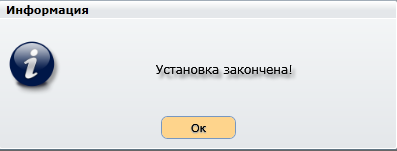 Информация
Установка закончена!
Ок